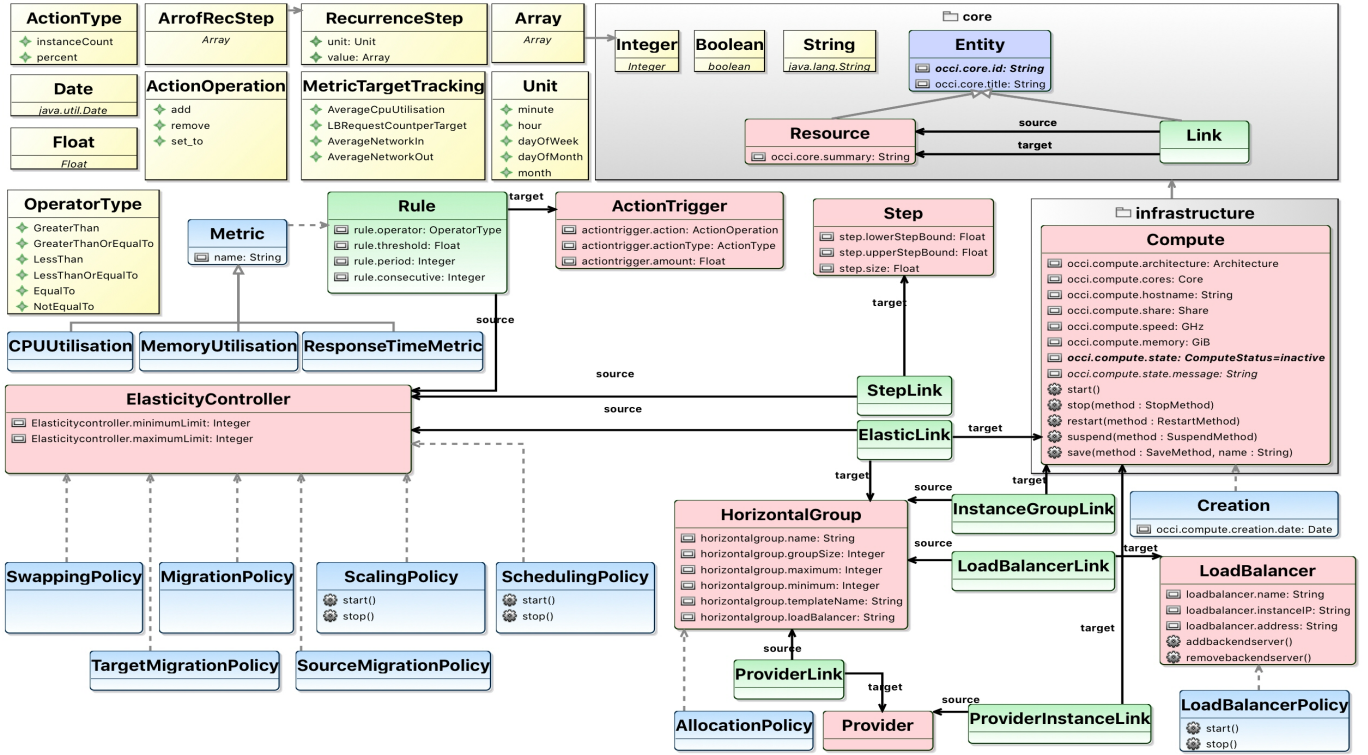 ActionType
instanceCount
percent
ArrofRecStep
Array
RecurrenceStep
unit: Unit
value: Array
Array
Array
core
Integer
Integer
Boolean
boolean
String
java.lang.String
Entity
occi.core.id: String
occi.core.title: String
Date
java.util.Date
Float
Float
ActionOperation
add
remove
set_to
MetricTargetTracking
AverageCpuUtilisation
LBRequestCountperTarget
AverageNetworkIn
AverageNetworkOut
Unit
minute
hour
dayOfWeek
dayOfMonth
month
Resource
occi.core.summary: String
source
target
Link
OperatorType
GreaterThan
GreaterThanOrEqualTo
LessThan
LessThanOrEqualTo
EqualTo
NotEqualTo
Metric
name: String
Rule
rule.operator: OperatorType
rule.threshold: Float
rule.period: Integer
rule.consecutive: Integer
target
ActionTrigger
actiontrigger.action: ActionOperation
actiontrigger.actionType: ActionType
actiontrigger.amount: Float
Step
step.lowerStepBound: Float
step.upperStepBound: Float
step.size: Float
infrastructure
Compute
occi.compute.architecture: Architecture
occi.compute.cores: Core
occi.compute.hostname: String
occi.compute.share: Share
occi.compute.speed: GHz
occi.compute.memory: GiB
occi.compute.state: ComputeStatus=inactive
occi.compute.state.message: String
start()
stop(method : StopMethod)
restart(method : RestartMethod)
suspend(method : SuspendMethod)
save(method : SaveMethod, name : String)
target
source
CPUUtilisation
MemoryUtilisation
ResponseTimeMetric
ElasticityController
Elasticitycontroller.minimumLimit: Integer
Elasticitycontroller.maximumLimit: Integer
source
StepLink
source
ElasticLink
target
target
target
source
InstanceGroupLink
Creation
occi.compute.creation.date: Date
HorizontalGroup
horizontalgroup.name: String
horizontalgroup.groupSize: Integer
horizontalgroup.maximum: Integer
horizontalgroup.minimum: Integer
horizontalgroup.templateName: String
horizontalgroup.loadBalancer: String
source
LoadBalancerLink
target
LoadBalancer
loadbalancer.name: String
loadbalancer.instanceIP: String
loadbalancer.address: String
addbackendserver()
removebackendserver()
SwappingPolicy
MigrationPolicy
ScalingPolicy
start()
stop()
SchedulingPolicy
start()
stop()
TargetMigrationPolicy
SourceMigrationPolicy
target
source
ProviderLink
target
source
AllocationPolicy
Provider
ProviderInstanceLink
LoadBalancerPolicy
start()
stop()